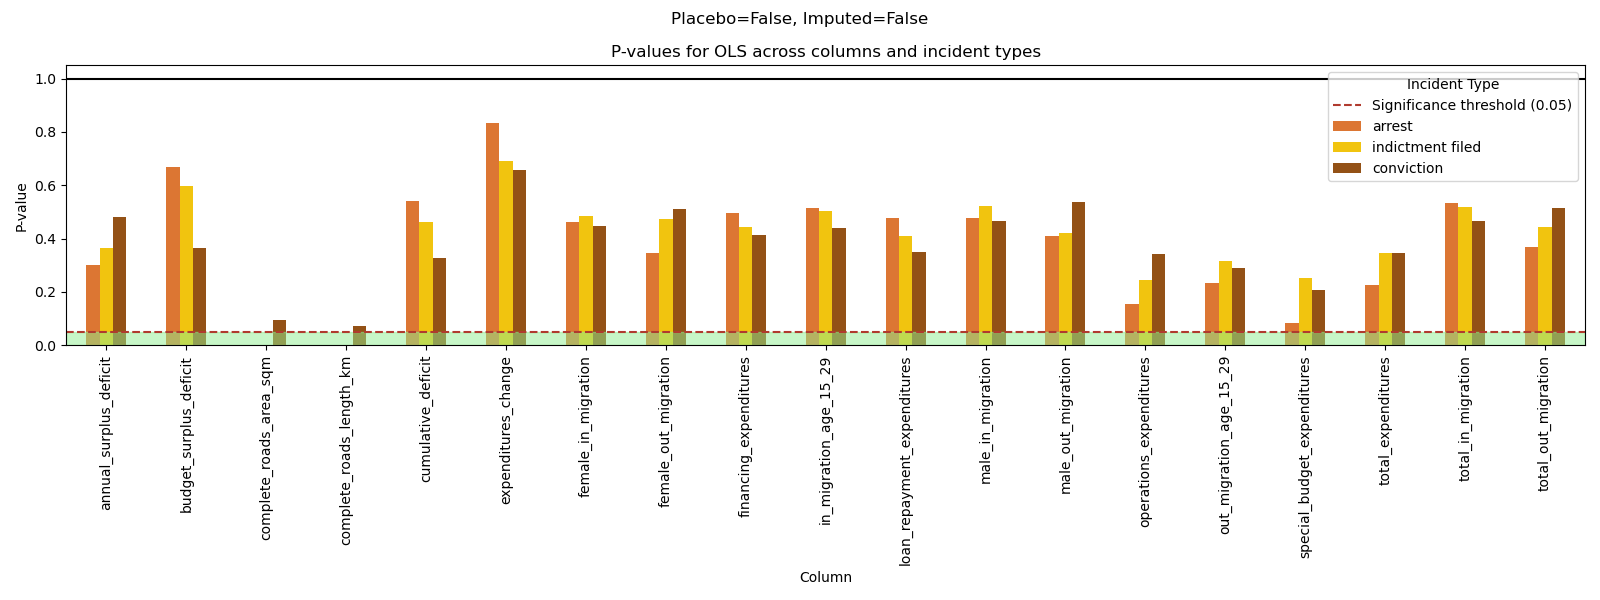 Placebo=False, Imputed=False
P-values for OLS across columns and incident types
Incident Type
Significance threshold (0.05)
arrest
indictment filed
conviction
P-value
1.0
0.8
0.6
0.4
0.2
0.0
annual_surplus_deficit
budget_surplus_deficit
complete_roads_area_sqm
complete_roads_length_km
cumulative_deficit
expenditures_change
female_in_migration
female_out_migration
financing_expenditures
in_migration_age_15_29
loan_repayment_expenditures
male_in_migration
male_out_migration
operations_expenditures
out_migration_age_15_29
special_budget_expenditures
total_expenditures
total_in_migration
total_out_migration
Column